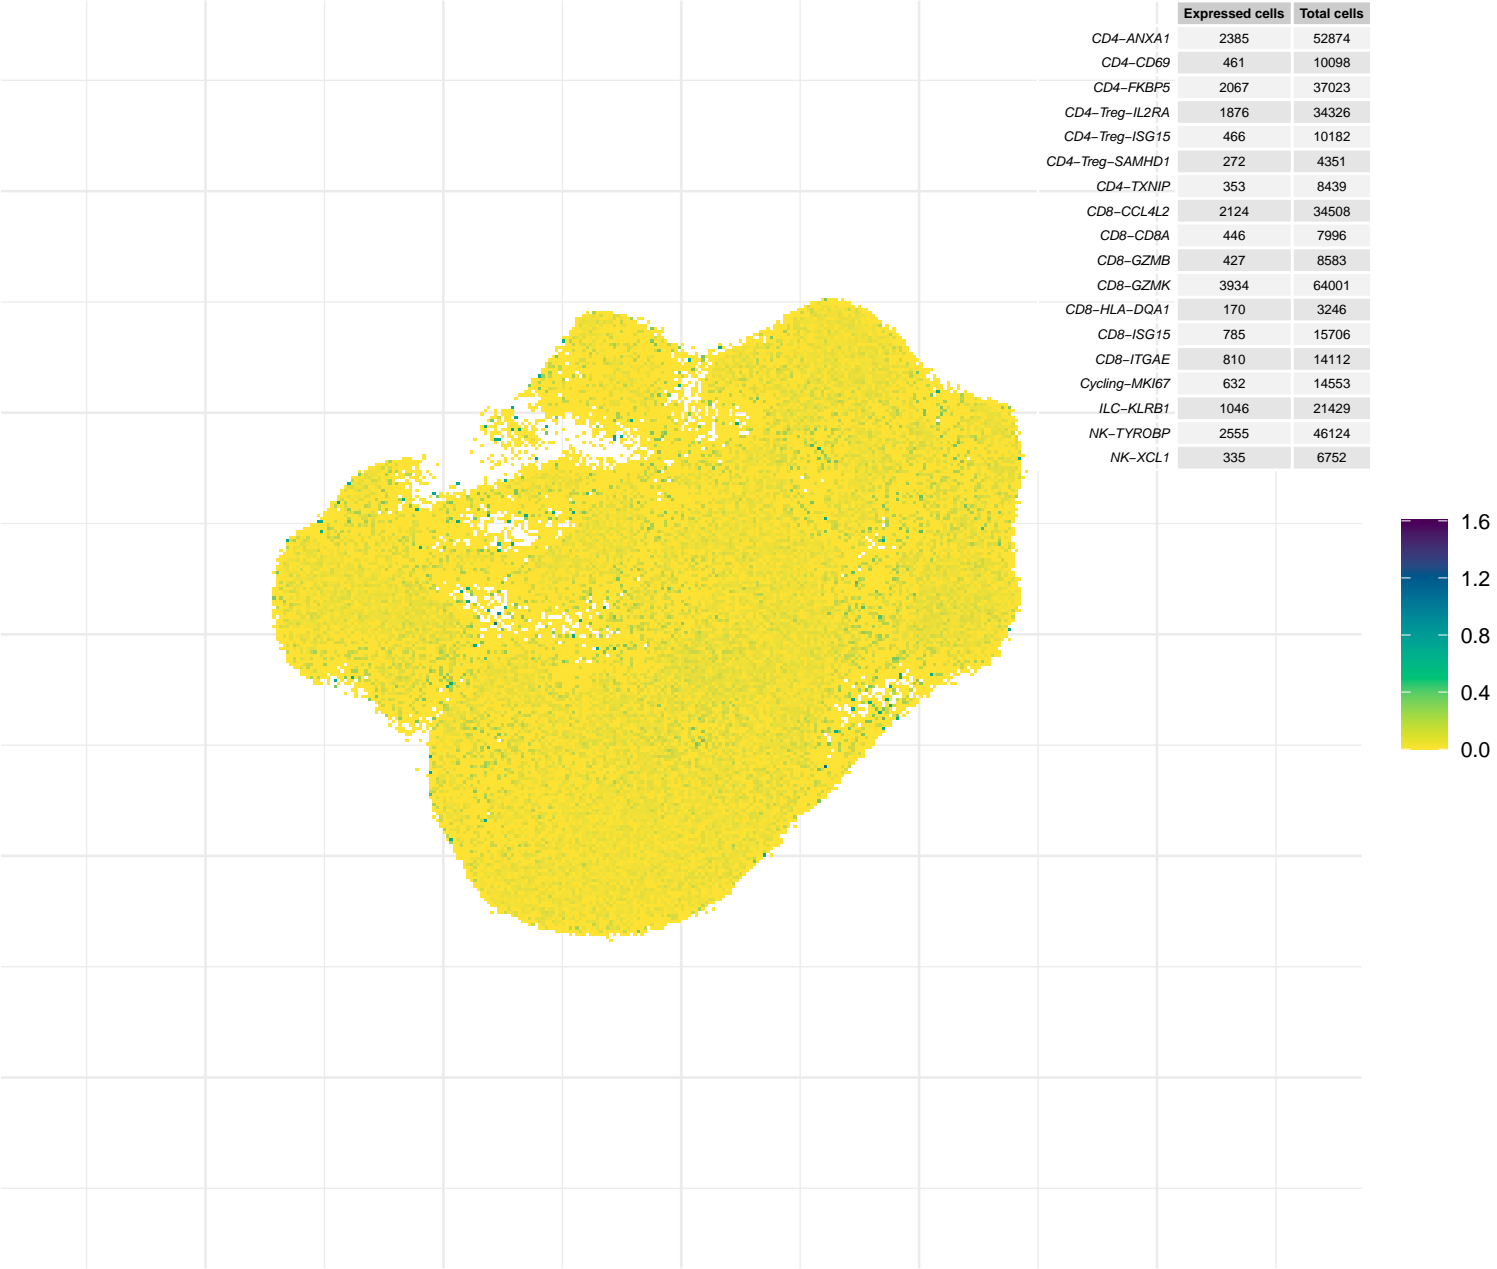 Expressed cells Total cells
CD4−ANXA1 2385 52874
CD4−CD69 461 10098
CD4−FKBP5 2067 37023
CD4−Treg−IL2RA 1876 34326
CD4−Treg−ISG15 466 10182
CD4−Treg−SAMHD1 272 4351
CD4−TXNIP 353 8439
CD8−CCL4L2 2124 34508
CD8−CD8A 446 7996
CD8−GZMB 427 8583
CD8−GZMK 3934 64001
CD8−HLA−DQA1 170 3246
CD8−ISG15 785 15706
CD8−ITGAE 810 14112
Cycling−MKI67 632 14553
ILC−KLRB1 1046 21429
NK−TYROBP 2555 46124
NK−XCL1 335 6752
1.6
1.2
0.8
0.4
0.0